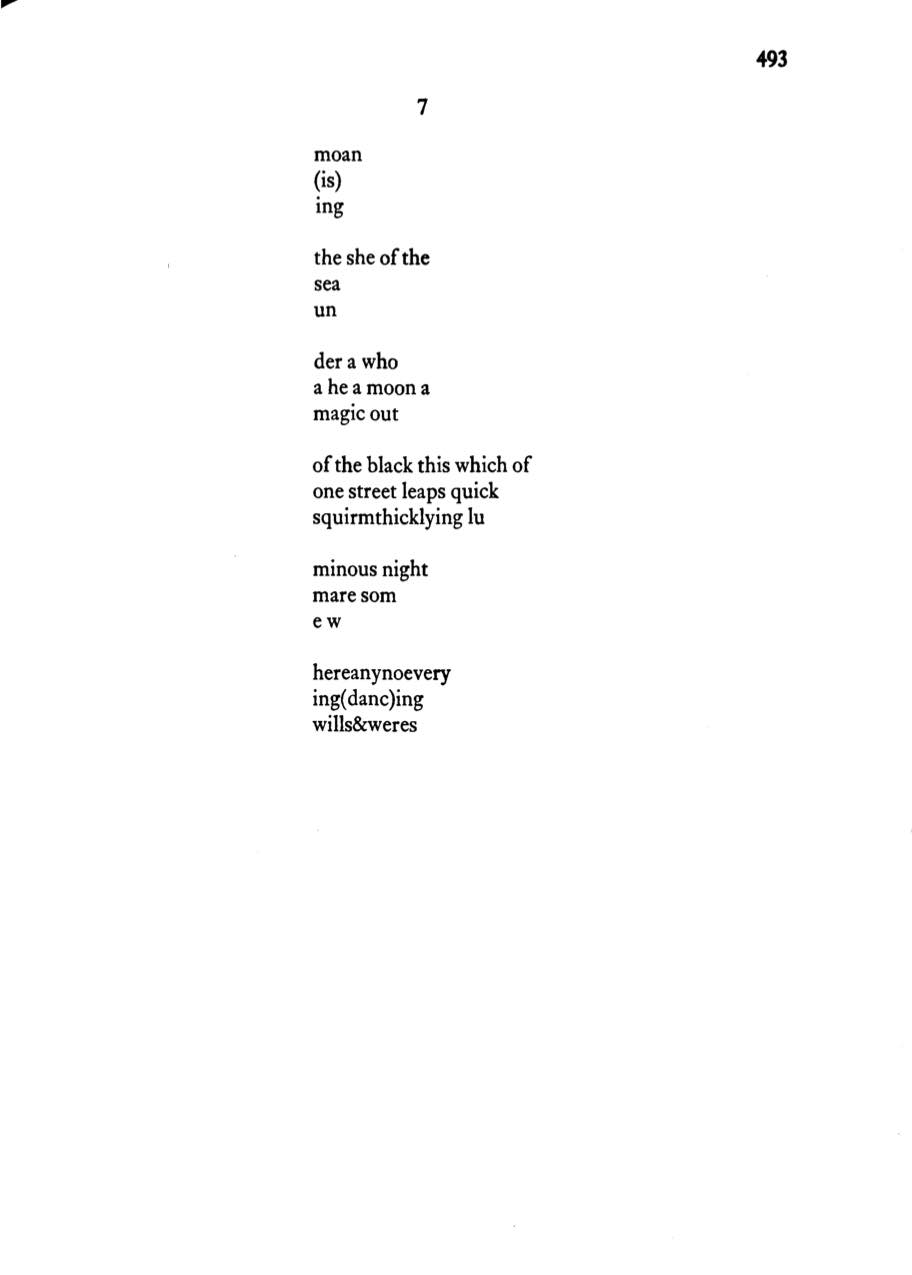 493
7
moan
(is)
ing
the she of the
sea
un
der a who
a he a moon a
magic out
of the black this which of
one street leaps quick
squirmthicklying lu
minous night
mare som
e w
hereanynoevery
ing(danc)ing
wills&weres